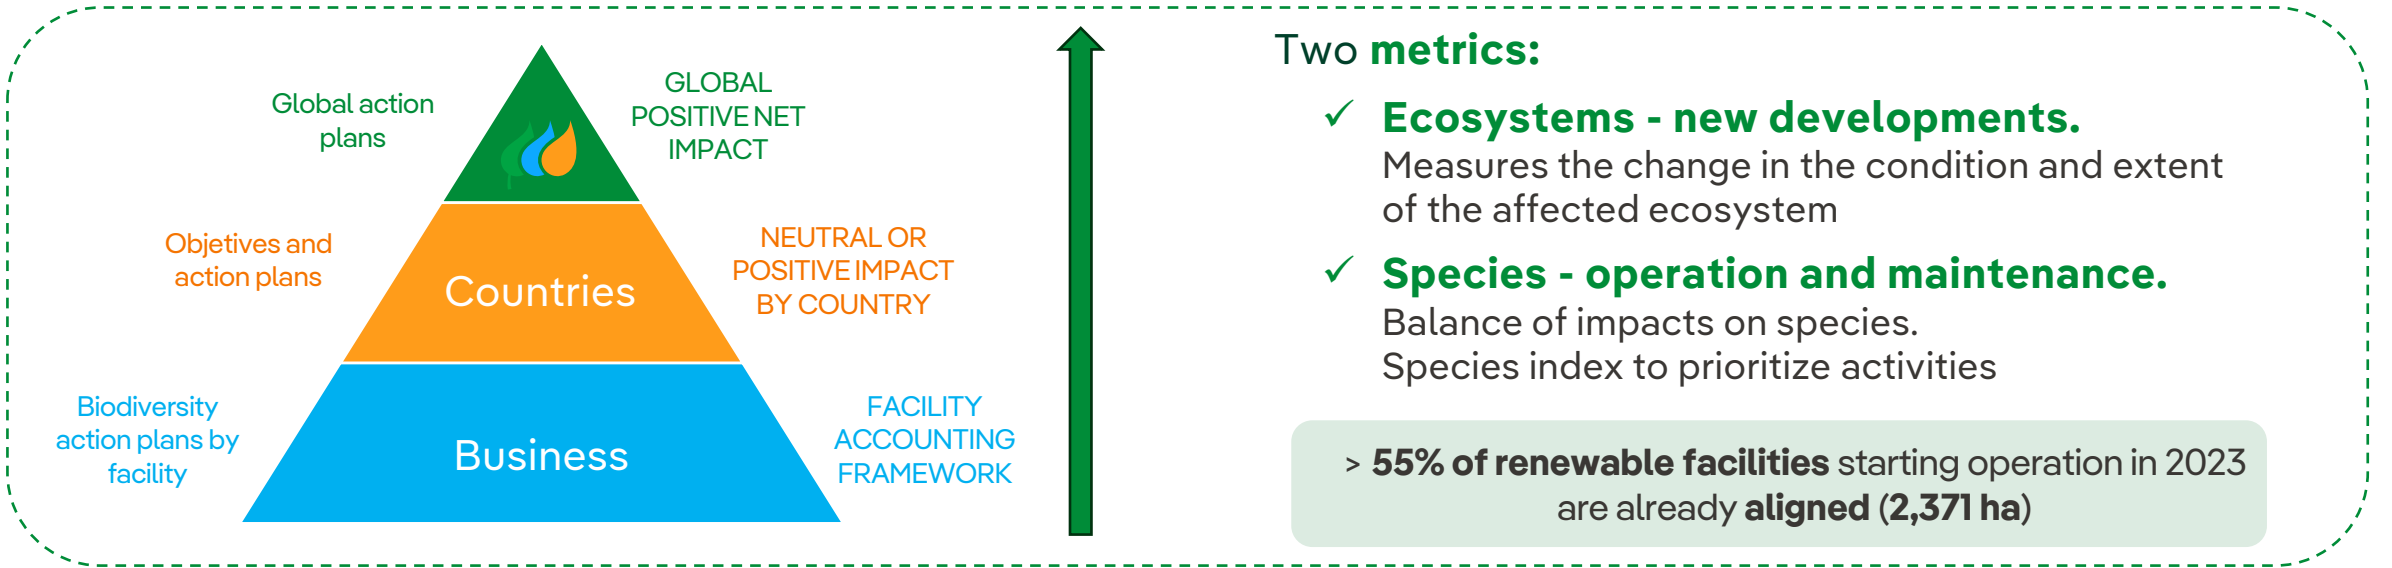 Global action
plans
GLOBAL
POSITIVE NET
IMPACT
Objetives and
action plans
Countries
NEUTRAL OR
POSITIVE IMPACT
BY COUNTRY
Biodiversity
action plans by
facility
Business
FACILITY
ACCOUNTING
FRAMEWORK
Two metrics:
✓ Ecosystems - new developments.
Measures the change in the condition and extent
of the affected ecosystem
✓ Species - operation and maintenance.
Balance of impacts on species.
Species index to prioritize activities
> 55% of renewable facilities starting operation in 2023
are already aligned (2,371 ha)